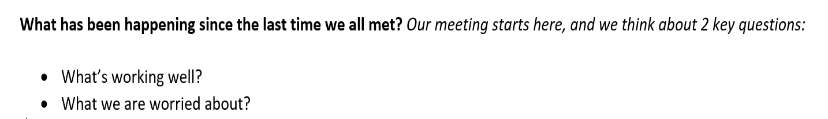 What has been happening since the last time we all met? Our meeting starts here, and we think about 2 key questions:
• What's working well?
• What we are worried about?